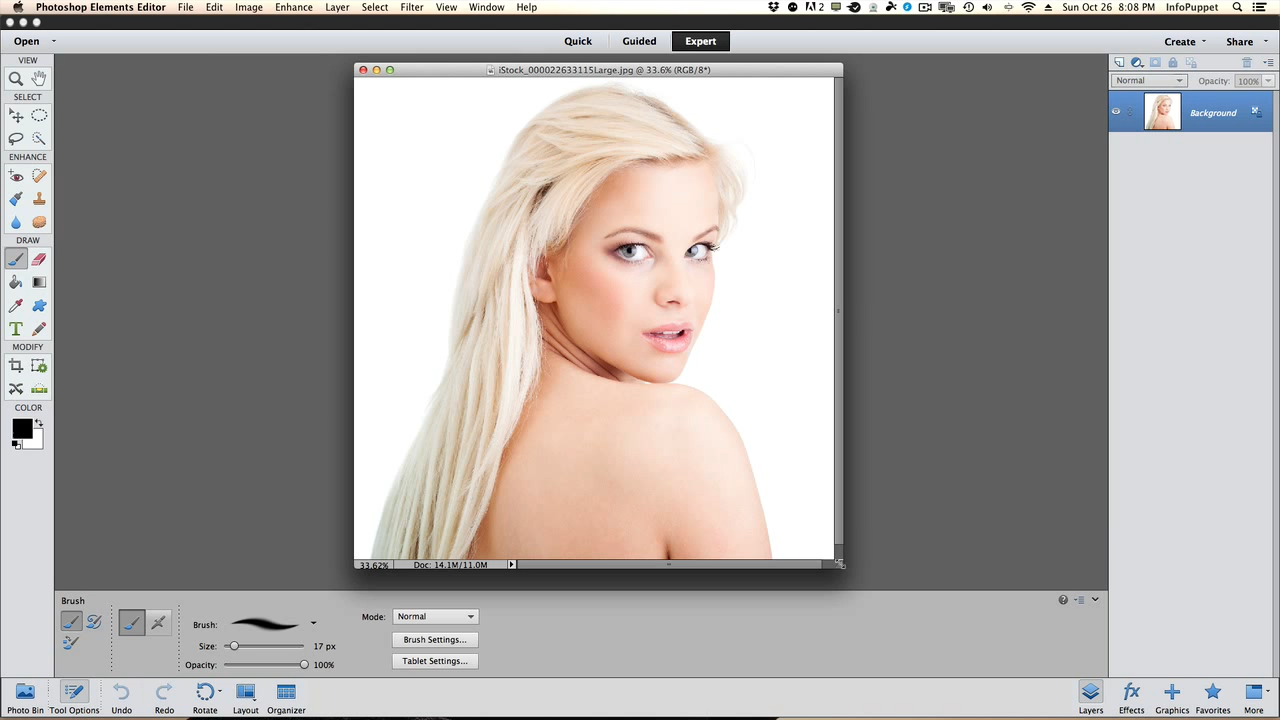 Photoshop Elements Editor File Edit Image Enhance Layer Select Filter View Window Help 2 Sun Oct 26 8:08 PM InfoPuppet
Open Quick Guided Expert Create Share
VIEW
SELECT
ENHANCE
DRAW
T
MODIFY
COLOR
iStock_000022633115Large.jpg @ 33.6% (RGB/8*)
33.62% Doc: 14.1M/11.0M
Normal Opacity: 100%
Background
Brush
Brush:
Size: 17 px
Opacity: 100%
Mode: Normal
Brush Settings...
Tablet Settings...
Photo Bin Tool Options Undo Redo Rotate Layout Organizer Layers fx Effects Graphics Favorites More